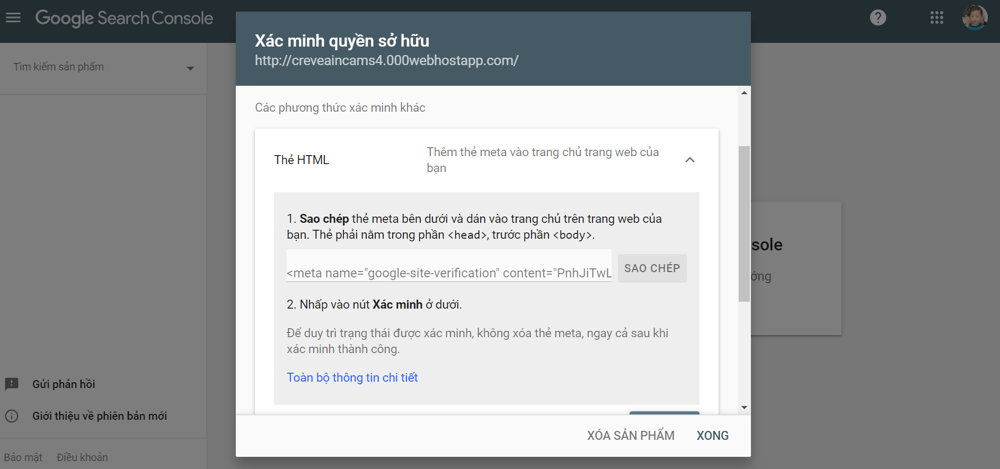 Google Search Console
Xác minh quyền sở hữu
http://creveaincams4.000webhostapp.com/
Tìm kiếm sản phẩm
Các phương thức xác minh khác
Thẻ HTML
Thêm thẻ meta vào trang chủ trang web của
bạn
1. Sao chép thẻ meta bên dưới và dán vào trang chủ trên trang web của
bạn. Thẻ phải nằm trong phần <head>, trước phần <body>.
<meta name="google-site-verification" content="PnhJiTwL
SAO CHÉP
2. Nhấp vào nút Xác minh ở dưới.
Để duy trì trạng thái được xác minh, không xóa thẻ meta, ngay cả sau khi
xác minh thành công.
Toàn bộ thông tin chi tiết
sole
ớng
Gửi phản hồi
Giới thiệu về phiên bản mới
XÓA SẢN PHẨM
XONG
Bảo mật
Điều khoản